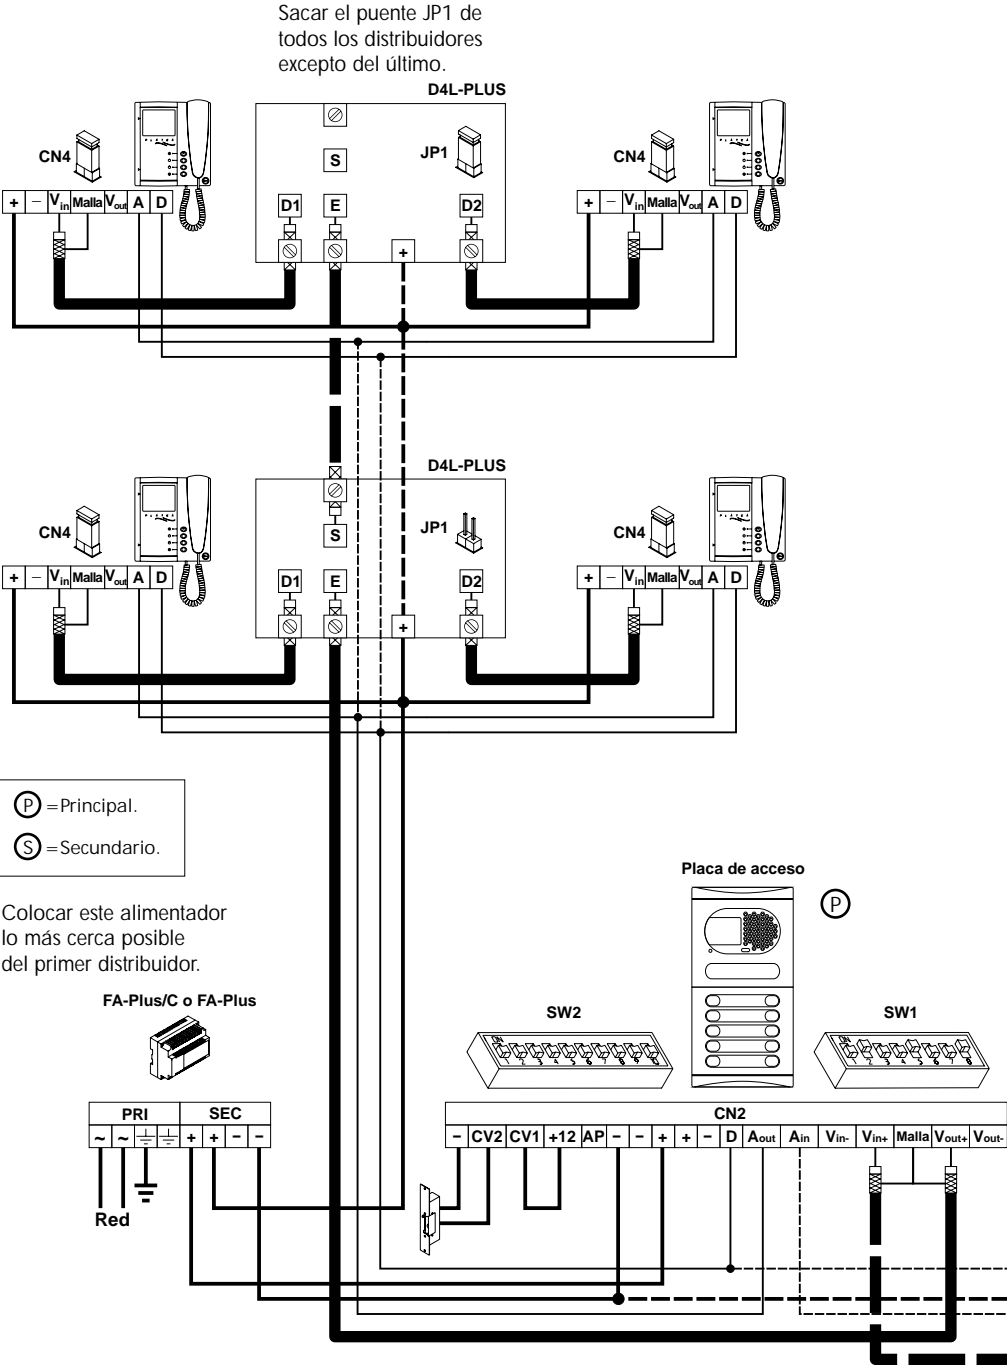 Sacar el puente JP1 de
todos los distribuidores
excepto del último.
D4L-PLUS
CN4
S
JP1
CN4
+ – Vin Malla Vout A D
D1 E D2
+ – Vin Malla Vout A D
+
D4L-PLUS
CN4
S
JP1
CN4
+ – Vin Malla Vout A D
D1 E D2
+ – Vin Malla Vout A D
+
P =Principal.
S =Secundario.
Placa de acceso
P
Colocar este alimentador
lo más cerca posible
del primer distribuidor.
FA-Plus/C o FA-Plus
SW2
SW1
PRI SEC
CN2
~ ~ + + – –
– CV2 CV1 +12 AP – – + + – D Aout Ain Vin- Vin+ Malla Vout+ Vout-
Red